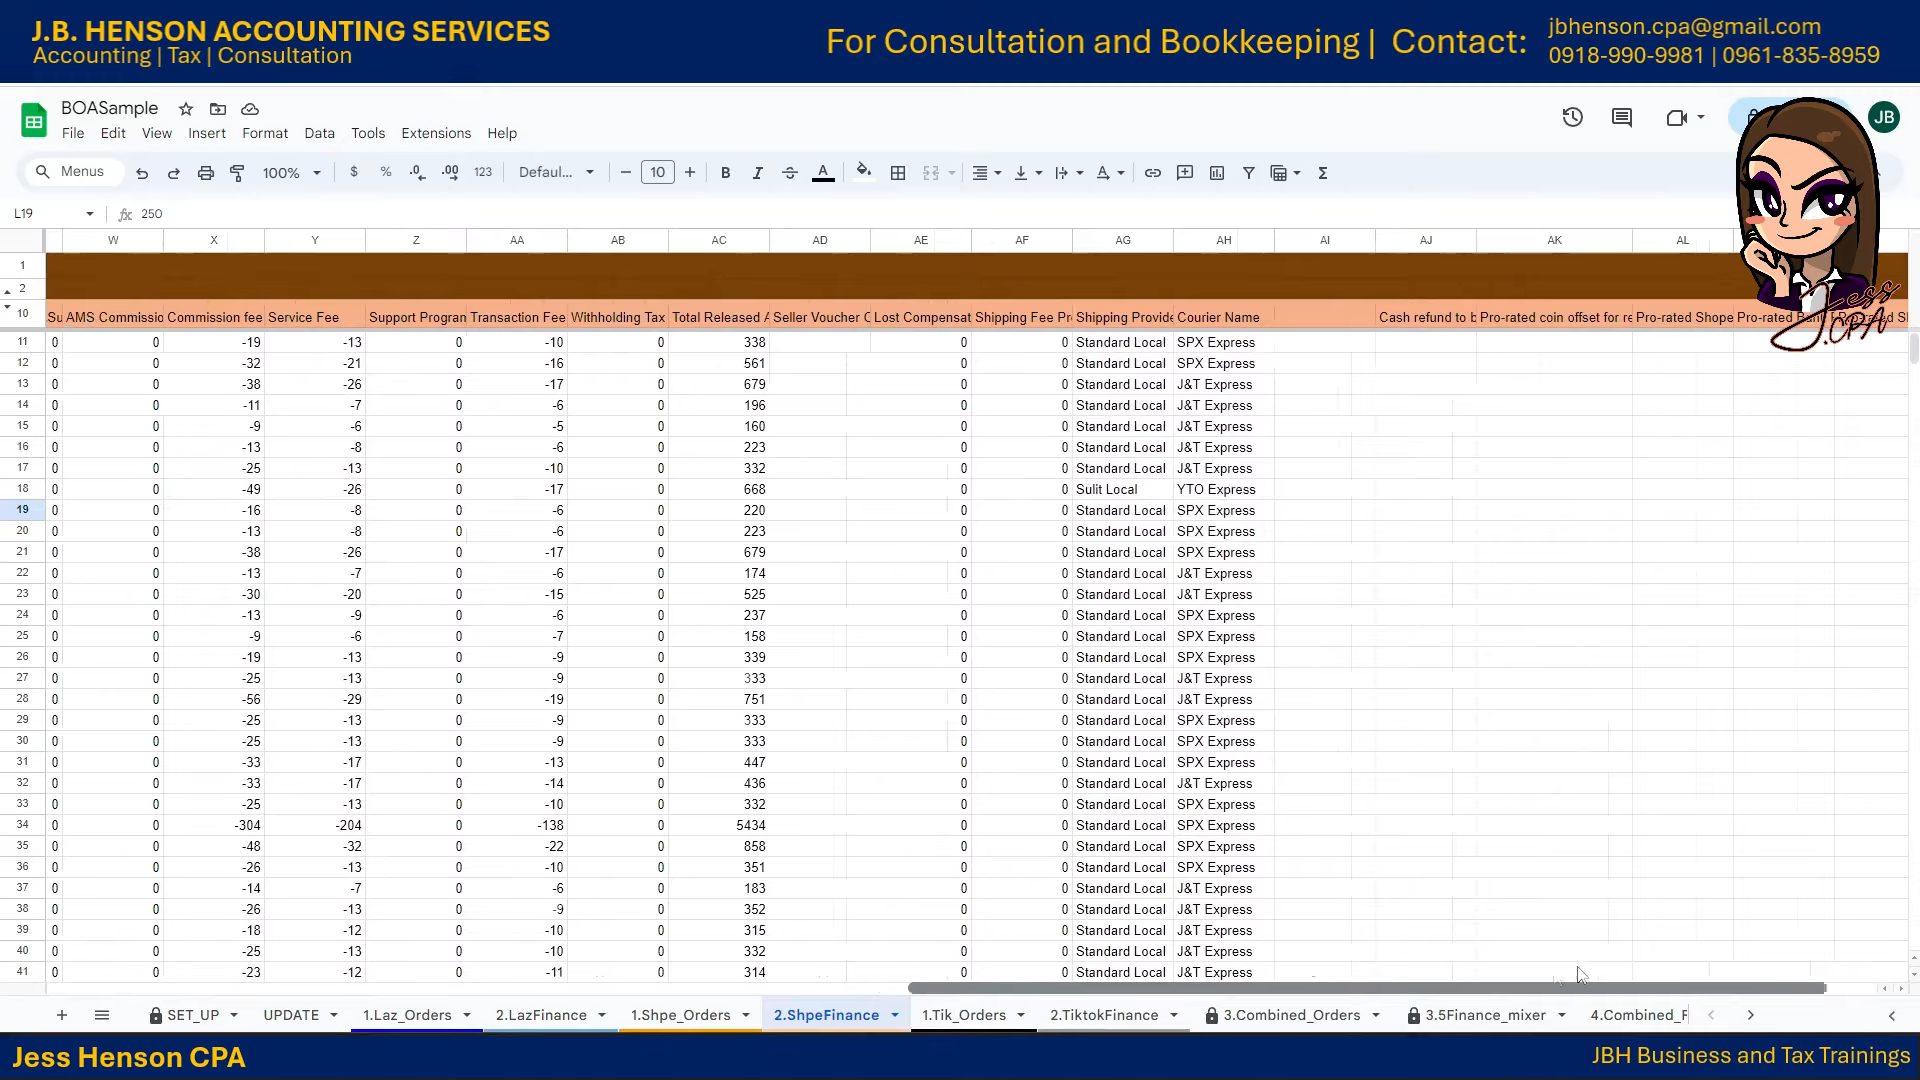 J.B. HENSON ACCOUNTING SERVICES
Accounting | Tax | Consultation
For Consultation and Bookkeeping | Contact:
jbhenson.cpa@gmail.com
0918-990-9981 | 0961-835-8959
BOASample
File Edit View Insert Format Data Tools Extensions Help
JB
Menus 100% $ % .0 .00 123 Defaul... 10 B I A
L19 fx 250
W X Y Z AA AB AC AD AE AF AG AH AI AJ AK AL
1
2
10 Su AMS Commissio Commission fee Service Fee Support Program Transaction Fee Withholding Tax Total Released A Seller Voucher C Lost Compensat Shipping Fee Pr Shipping Provide Courier Name Cash refund to b Pro-rated coin offset for re Pro-rated Shope Pro-rated
11 0 0 -19 -13 0 -10 0 338 0 0 Standard Local SPX Express
12 0 0 -32 -21 0 -16 0 561 0 0 Standard Local SPX Express
13 0 0 -38 -26 0 -17 0 679 0 0 Standard Local J&T Express
14 0 0 -11 -7 0 -6 0 196 0 0 Standard Local J&T Express
15 0 0 -9 -6 0 -5 0 160 0 0 Standard Local J&T Express
16 0 0 -13 -8 0 -6 0 223 0 0 Standard Local J&T Express
17 0 0 -25 -13 0 -10 0 332 0 0 Standard Local J&T Express
18 0 0 -49 -26 0 -17 0 668 0 0 Sulit Local YTO Express
19 0 0 -16 -8 0 -6 0 220 0 0 Standard Local SPX Express
20 0 0 -13 -8 0 -6 0 223 0 0 Standard Local SPX Express
21 0 0 -38 -26 0 -17 0 679 0 0 Standard Local SPX Express
22 0 0 -13 -7 0 -6 0 174 0 0 Standard Local J&T Express
23 0 0 -30 -20 0 -15 0 525 0 0 Standard Local J&T Express
24 0 0 -13 -9 0 -6 0 237 0 0 Standard Local SPX Express
25 0 0 -9 -6 0 -7 0 158 0 0 Standard Local SPX Express
26 0 0 -19 -13 0 -9 0 339 0 0 Standard Local SPX Express
27 0 0 -25 -13 0 -9 0 333 0 0 Standard Local J&T Express
28 0 0 -56 -29 0 -19 0 751 0 0 Standard Local J&T Express
29 0 0 -25 -13 0 -9 0 333 0 0 Standard Local SPX Express
30 0 0 -25 -13 0 -9 0 333 0 0 Standard Local SPX Express
31 0 0 -33 -17 0 -13 0 447 0 0 Standard Local SPX Express
32 0 0 -33 -17 0 -14 0 436 0 0 Standard Local J&T Express
33 0 0 -25 -13 0 -10 0 332 0 0 Standard Local SPX Express
34 0 0 -304 -204 0 -138 0 5434 0 0 Standard Local SPX Express
35 0 0 -48 -32 0 -22 0 858 0 0 Standard Local SPX Express
36 0 0 -26 -13 0 -10 0 351 0 0 Standard Local SPX Express
37 0 0 -14 -7 0 -6 0 183 0 0 Standard Local J&T Express
38 0 0 -26 -13 0 -9 0 352 0 0 Standard Local J&T Express
39 0 0 -18 -12 0 -10 0 315 0 0 Standard Local J&T Express
40 0 0 -25 -13 0 -10 0 332 0 0 Standard Local J&T Express
41 0 0 -23 -12 0 -11 0 314 0 0 Standard Local J&T Express
Jess
J.CPA
SET_UP UPDATE 1.Laz_Orders 2.LazFinance 1.Shpe_Orders 2.ShpeFinance 1.Tik_Orders 2.TiktokFinance 3.Combined_Orders 3.5Finance_mixer 4.Combined_F
Jess Henson CPA
JBH Business and Tax Trainings